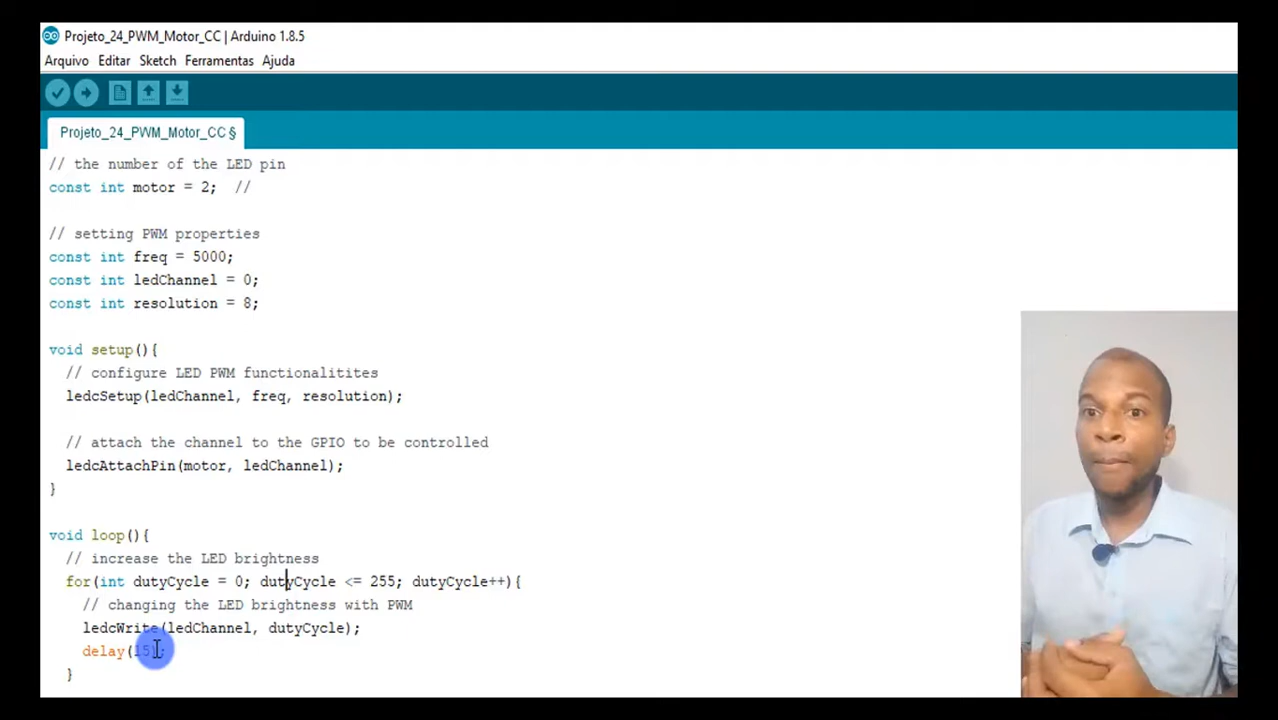 Projeto_24_PWM_Motor_CC | Arduino 1.8.5
Arquivo Editar Sketch Ferramentas Ajuda
Projeto_24_PWM_Motor_CC §
// the number of the LED pin
const int motor = 2; //
// setting PWM properties
const int freq = 5000;
const int ledChannel = 0;
const int resolution = 8;
void setup(){
// configure LED PWM functionalitites
ledcSetup(ledChannel, freq, resolution);
// attach the channel to the GPIO to be controlled
ledcAttachPin(motor, ledChannel);
}
void loop(){
// increase the LED brightness
for(int dutyCycle = 0; dutyCycle <= 255; dutyCycle++){
// changing the LED brightness with PWM
ledcWrite(ledChannel, dutyCycle);
delay(15);
}